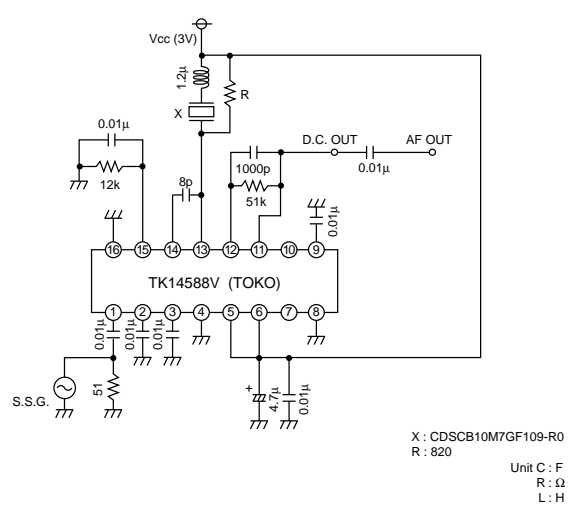 Vcc (3V)
1.2μ
R
X
0.01μ
D.C. OUT
AF OUT
12k
8p
1000p
51k
0.01μ
0.01μ
16 15 14 13 12 11 10 9
TK14588V (TOKO)
1 2 3 4 5 6 7 8
0.01μ
0.01μ
0.01μ
S.S.G.
51
+
4.7μ
0.01μ
X : CDSCB10M7GF109-R0
R : 820
Unit C : F
R : Ω
L : H